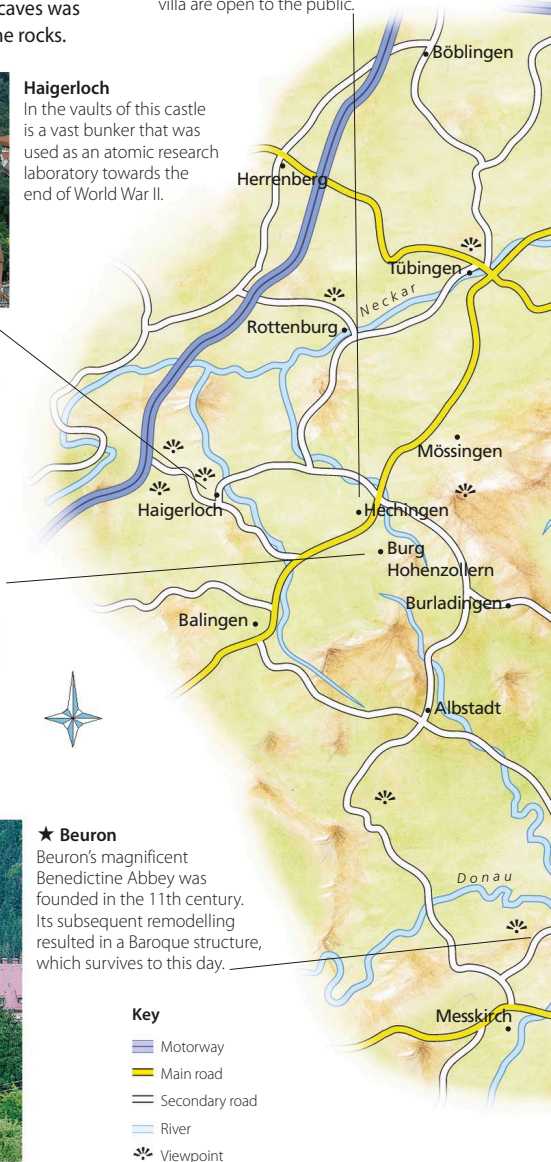 caves was
e rocks.
villa are open to the public.
Haigerloch
In the vaults of this castle
is a vast bunker that was
used as an atomic research
laboratory towards the
end of World War II.
Böblingen
Herrenberg
Tübingen
Neckar
Rottenburg
Mössingen
Haigerloch
Hechingen
Burg
Hohenzollern
Burladingen
Balingen
Albstadt
★ Beuron
Beuron’s magnificent
Benedictine Abbey was
founded in the 11th century.
Its subsequent remodelling
resulted in a Baroque structure,
which survives to this day.
Donau
Messkirch
Key
Motorway
Main road
Secondary road
River
Viewpoint